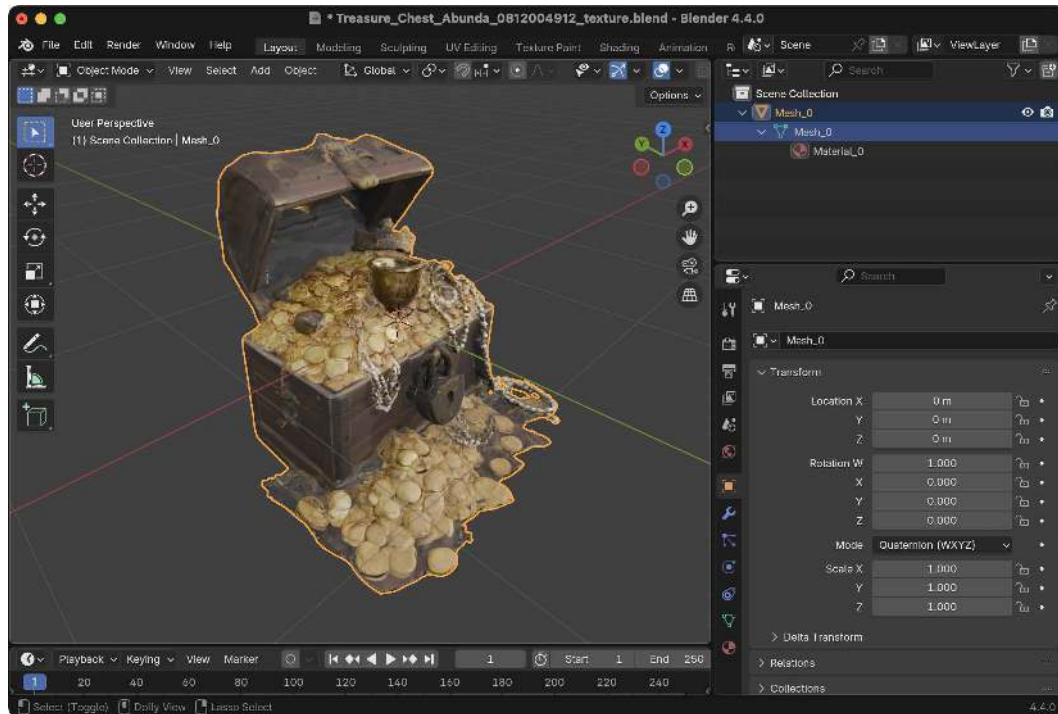 * Treasure_Chest_Abunda_0812004912_texture.blend - Blender 4.4.0
File Edit Render Window Help Layout Modeling Sculpting UV Editing Texture Paint Shading Animation Scene ViewLayer
Object Mode View Select Add Object Global Search
Options
User Perspective
(1) Scene Collection | Mesh_0
Z
Y
X
Scene Collection
Mesh_0
Mesh_0
Material_0
Search
Mesh_0
Mesh_0
Transform
Location X 0 m
Y 0 m
Z 0 m
Rotation W 1.000
X 0.000
Y 0.000
Z 0.000
Mode Quaternion (WXYZ)
Scale X 1.000
Y 1.000
Z 1.000
Delta Transform
Relations
Collections
Playback Keying View Marker 1 Start 1 End 250
1 20 40 60 80 100 120 140 160 180 200 220 240
Select (Toggle) Dolly View Lasso Select 4.4.0